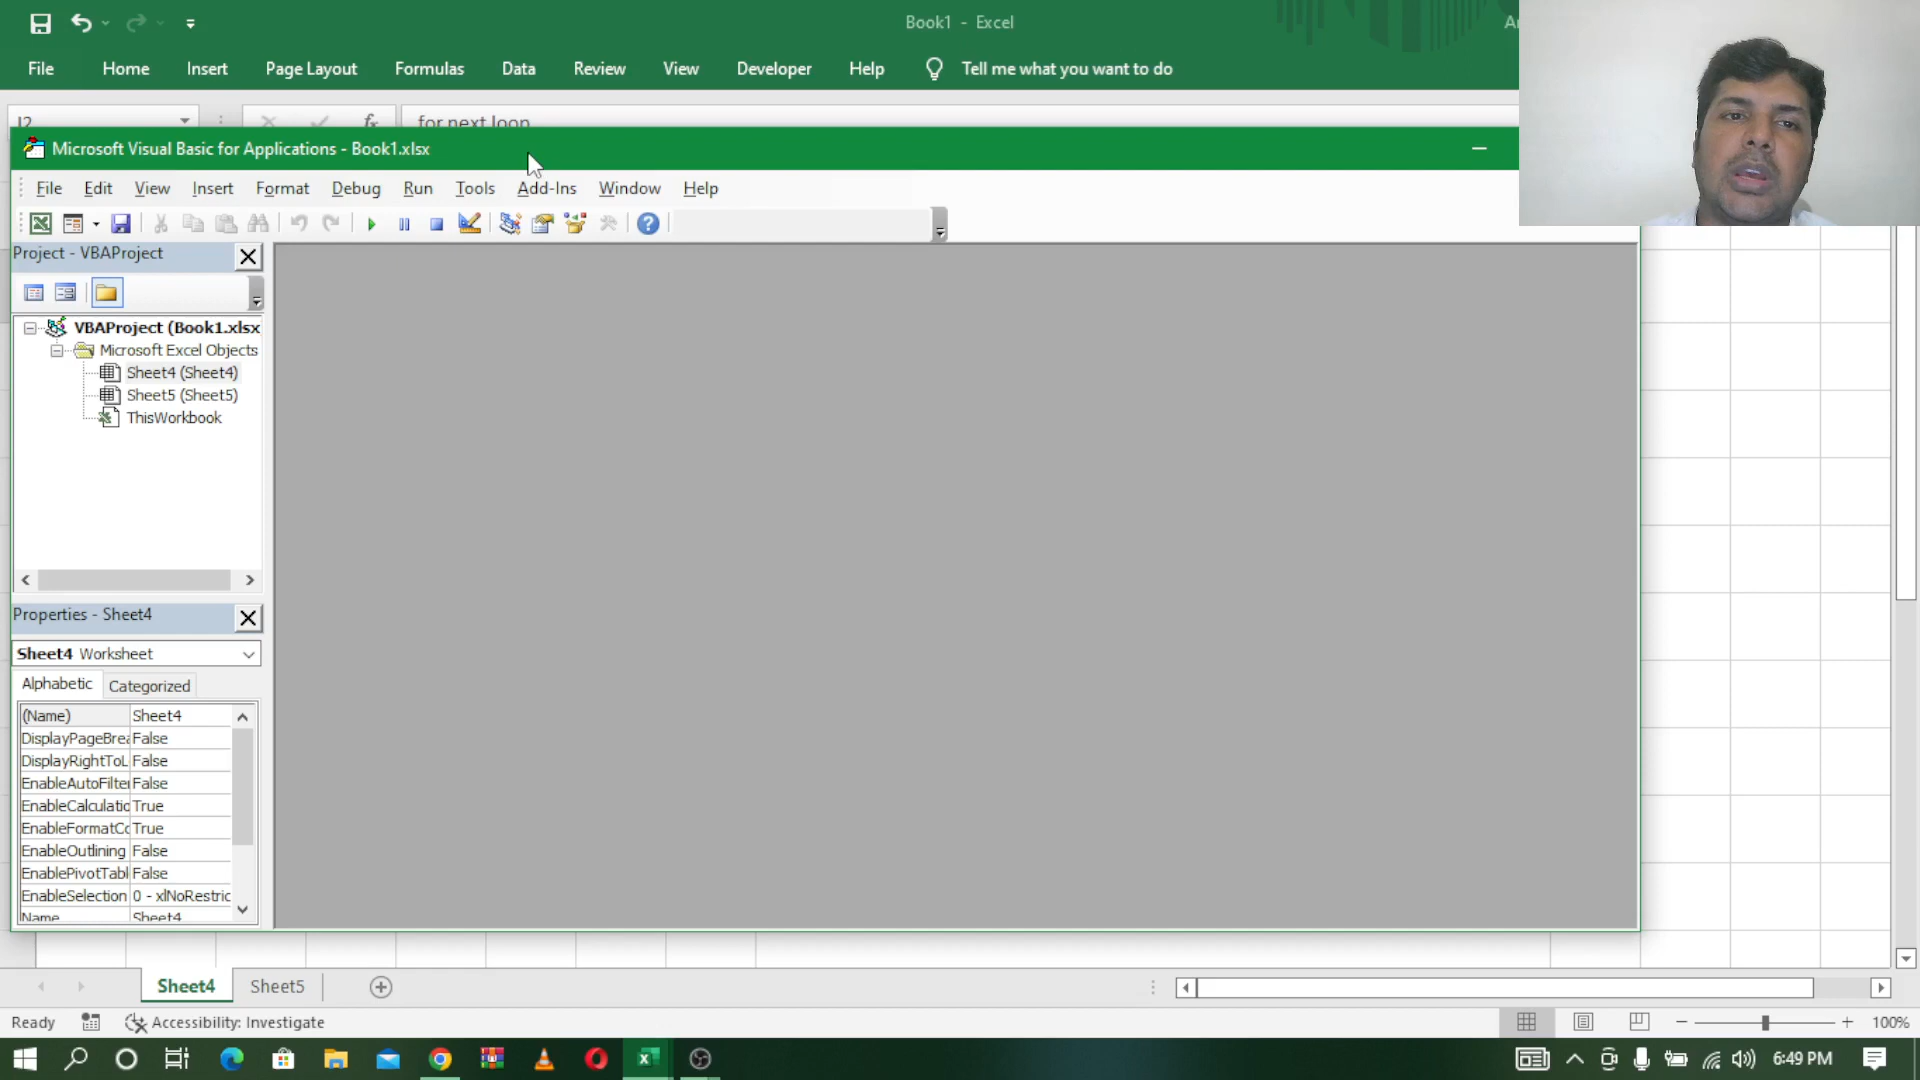 Book1 - Excel
File Home Insert Page Layout Formulas Data Review View Developer Help Tell me what you want to do
for next loop
Microsoft Visual Basic for Applications - Book1.xlsx
File Edit View Insert Format Debug Run Tools Add-Ins Window Help
Project - VBAProject
VBAProject (Book1.xlsx
Microsoft Excel Objects
Sheet4 (Sheet4)
Sheet5 (Sheet5)
ThisWorkbook
Properties - Sheet4
Sheet4 Worksheet
Alphabetic Categorized
(Name) Sheet4
DisplayPageBrea False
DisplayRightToL False
EnableAutoFilter False
EnableCalculatio True
EnableFormatCo True
EnableOutlining False
EnablePivotTabl False
EnableSelection 0 - xlNoRestric
Name Sheet4
Sheet4 Sheet5
Ready Accessibility: Investigate 100%
6:49 PM